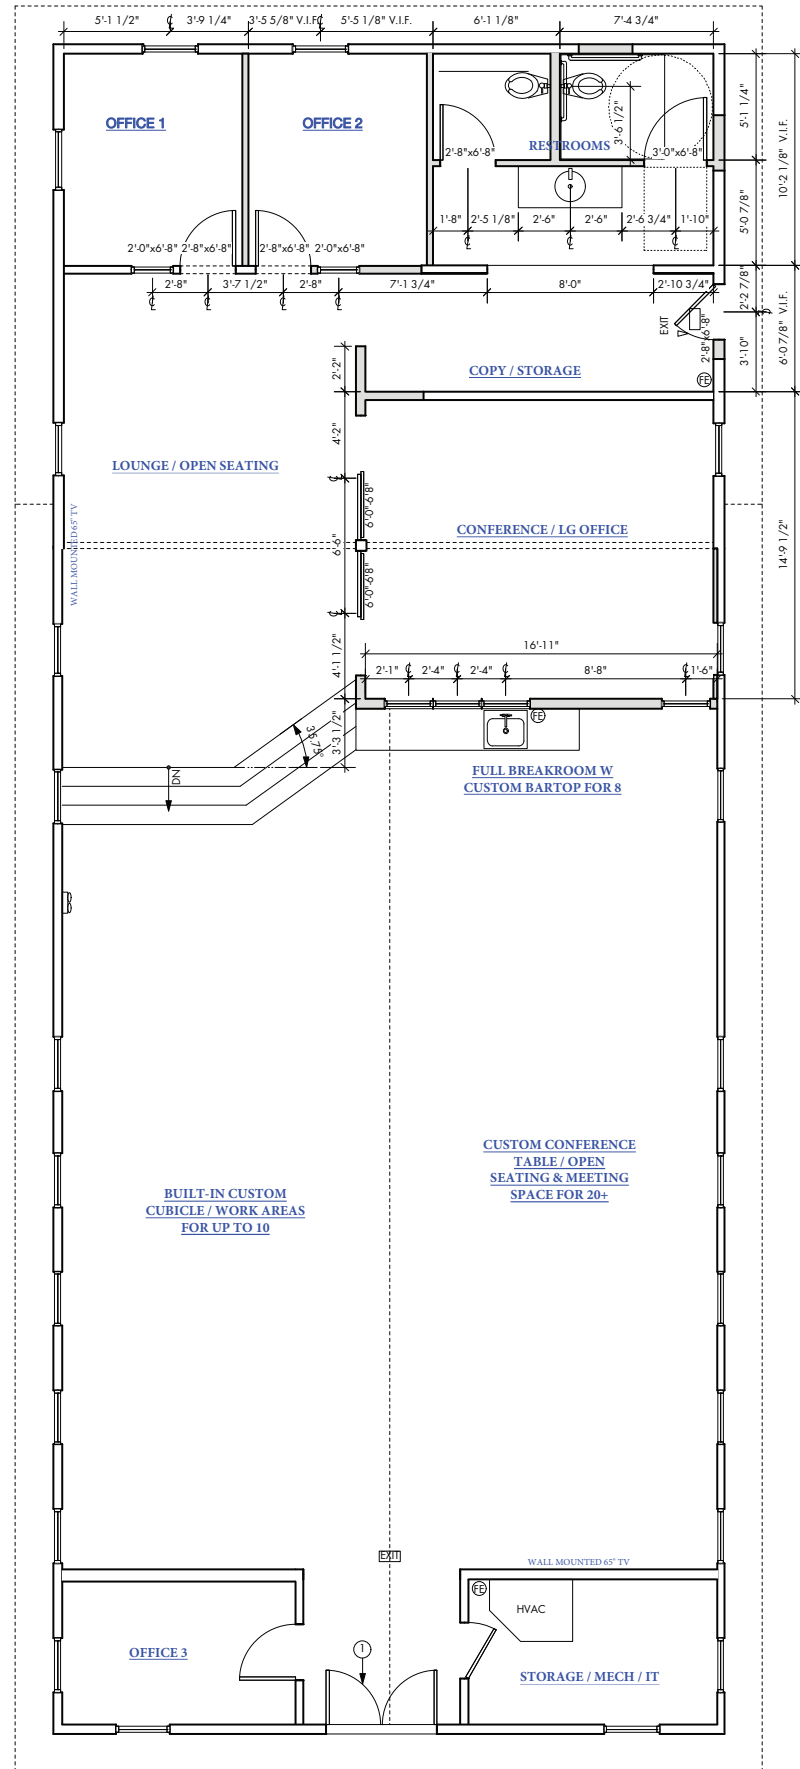 5'-1 1/2"
3'-9 1/4"
3'-5 5/8" V.I.F.
5'-5 1/8" V.I.F.
6'-1 1/8"
7'-4 3/4"
OFFICE 1
OFFICE 2
RESTROOMS
3'-6 1/2"
5'-1 1/4"
10'-2 1/8" V.I.F.
2'-8"x6'-8"
3'-0"x6'-8"
1'-8"
2'-5 1/8"
2'-6"
2'-6"
2'-6 3/4"
1'-10"
5'-0 7/8"
2'-0"x6'-8"
2'-8"x6'-8"
2'-8"x6'-8"
2'-0"x6'-8"
2'-8"
3'-7 1/2"
2'-8"
7'-1 3/4"
8'-0"
2'-10 3/4"
2'-2 7/8"
6'-0 7/8" V.I.F.
EXIT
2'-8"x6'-8"
3'-10"
2'-2"
COPY / STORAGE
FE
4'-2"
LOUNGE / OPEN SEATING
6'-0"-6'8"
WALL MOUNTED 65" TV
CONFERENCE / LG OFFICE
6'-6"
14'-9 1/2"
6'-0"-6'8"
4'-1 1/2"
16'-11"
2'-1"
2'-4"
2'-4"
8'-8"
1'-6"
3'-3 1/2"
35.75°
FE
DN
FULL BREAKROOM W
CUSTOM BARTOP FOR 8
CUSTOM CONFERENCE
TABLE / OPEN
SEATING & MEETING
SPACE FOR 20+
BUILT-IN CUSTOM
CUBICLE / WORK AREAS
FOR UP TO 10
EXIT
WALL MOUNTED 65" TV
FE
HVAC
OFFICE 3
1
STORAGE / MECH / IT